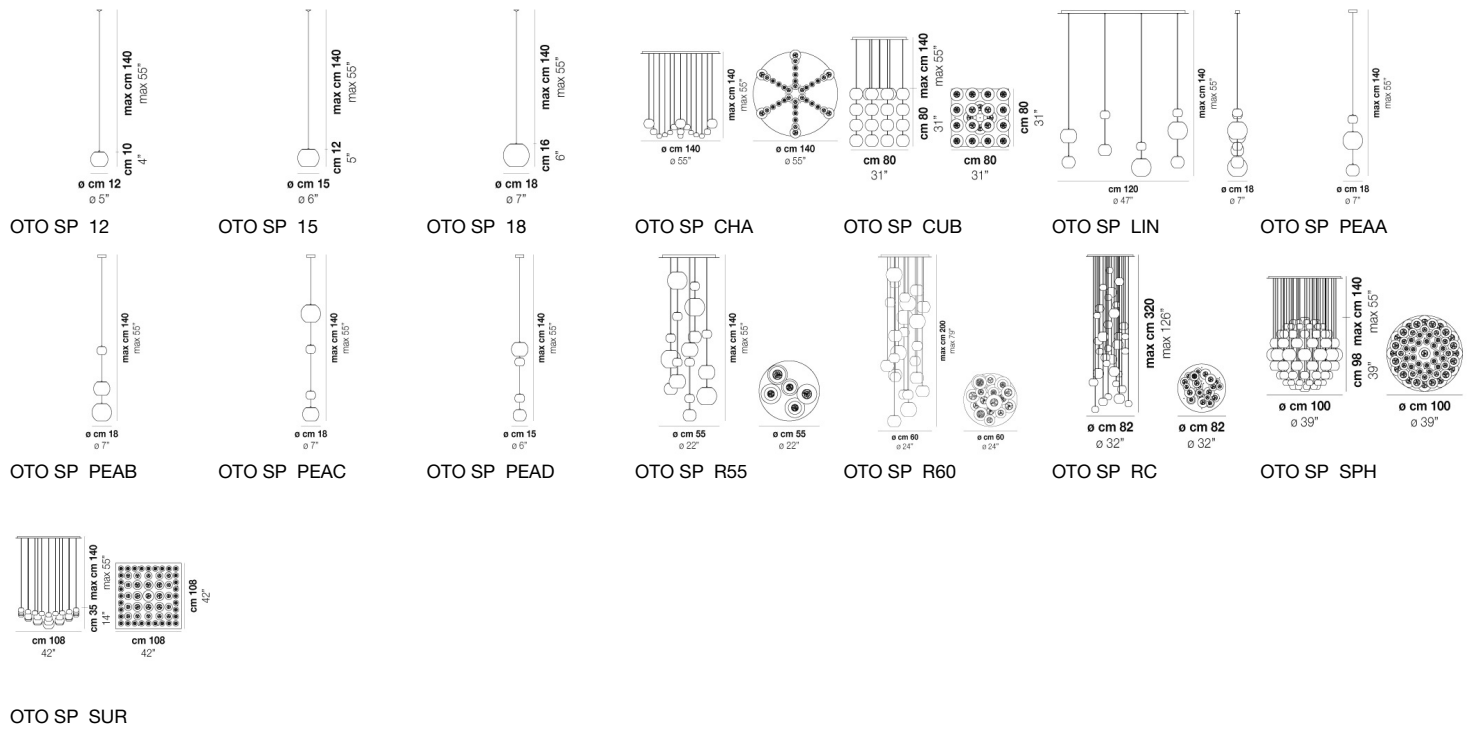 max cm 140
max 55"
cm 10
4"
ø cm 12
ø 5"
OTO SP 12
max cm 140
max 55"
cm 12
5"
ø cm 15
ø 6"
OTO SP 15
max cm 140
max 55"
cm 16
6"
ø cm 18
ø 7"
OTO SP 18
max cm 140
max 55"
ø cm 140
ø 55"
ø cm 140
ø 55"
OTO SP CHA
max cm 140
max 55"
cm 80
31"
cm 80
31"
cm 80
31"
cm 80
31"
OTO SP CUB
max cm 140
max 55"
cm 120
ø 47"
ø cm 18
ø 7"
OTO SP LIN
max cm 140
max 55"
ø cm 18
ø 7"
OTO SP PEAA
max cm 140
max 55"
ø cm 18
ø 7"
OTO SP PEAB
max cm 140
max 55"
ø cm 18
ø 7"
OTO SP PEAC
max cm 140
max 55"
ø cm 15
ø 6"
OTO SP PEAD
max cm 140
max 55"
ø cm 55
ø 22"
ø cm 55
ø 22"
OTO SP R55
max cm 200
max 79"
ø cm 60
ø 24"
ø cm 60
ø 24"
OTO SP R60
max cm 320
max 126"
ø cm 82
ø 32"
ø cm 82
ø 32"
OTO SP RC
max cm 140
max 55"
cm 98
39"
ø cm 100
ø 39"
ø cm 100
ø 39"
OTO SP SPH
max cm 140
max 55"
cm 35
14"
cm 108
42"
cm 108
42"
cm 108
42"
OTO SP SUR